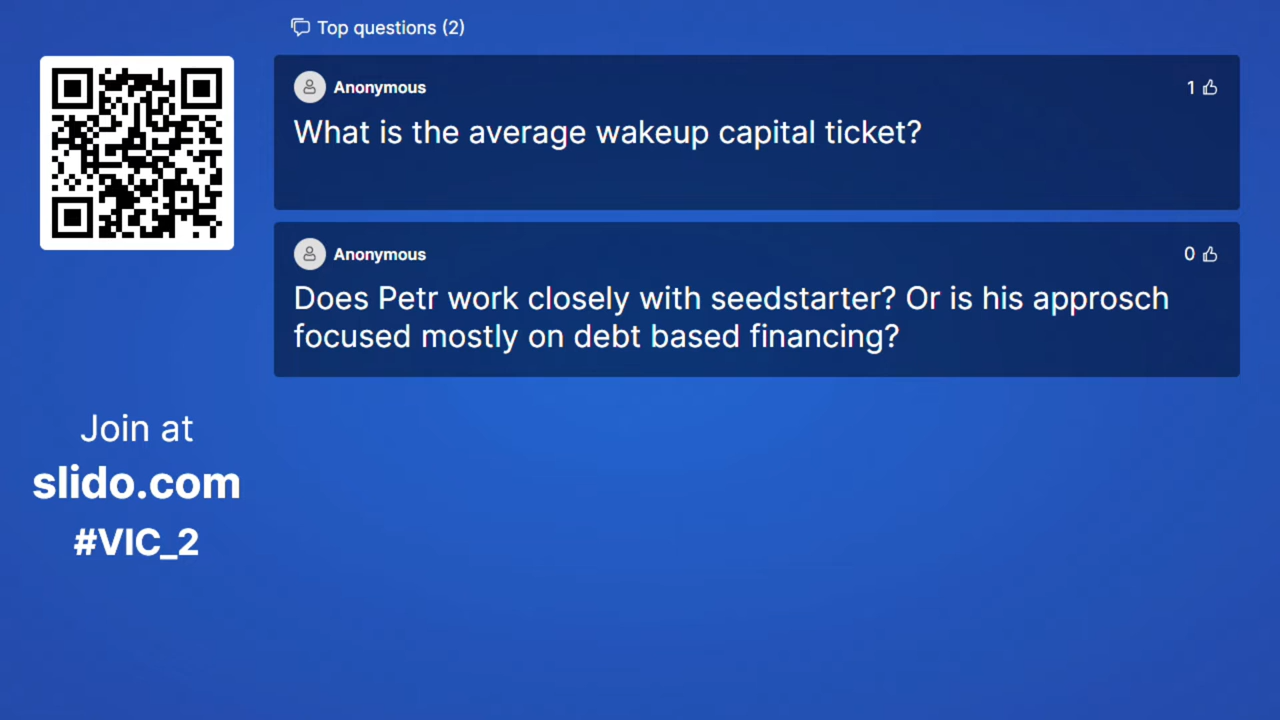 Top questions (2)
Anonymous
1
What is the average wakeup capital ticket?
Anonymous
0
Does Petr work closely with seedstarter? Or is his approsch
focused mostly on debt based financing?
Join at
slido.com
#VIC_2